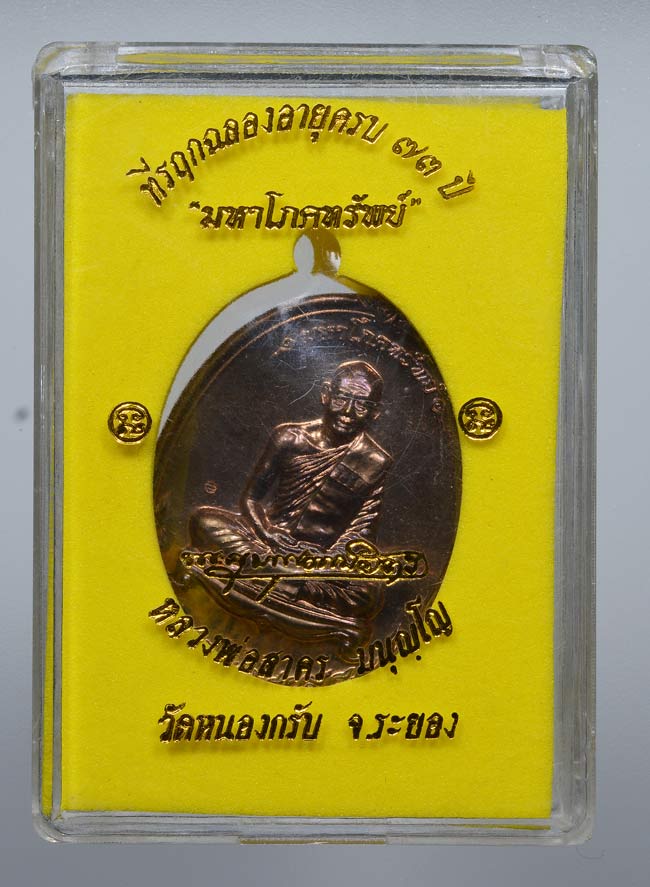 ที่รฤกฉลองอายุครบ ๗๓ ปี
"มหาโภคทรัพย์"
หลวงพ่อสาคร มนุญฺโญ
วัดหนองกรับ จ.ระยอง